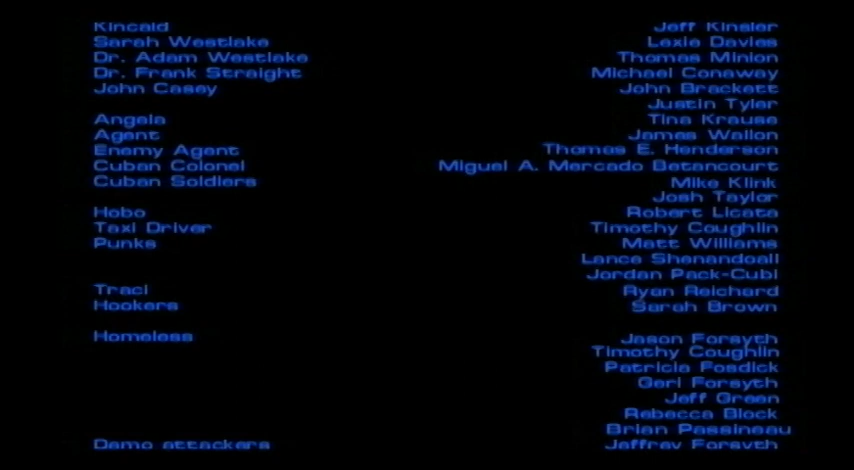 Kincaid Jeff Kinsler
Sarah Westlake Lexie Davies
Dr. Adam Westlake Thomas Minion
Dr. Frank Straight Michael Conaway
John Casey John Brackett
Justin Tyler
Angela Tina Krause
Agent James Wallon
Enemy Agent Thomas E. Henderson
Cuban Colonel Miguel A. Mercado Betancourt
Cuban Soldiers Mike Klink
Josh Taylor
Hobo Robert Licata
Taxi Driver Timothy Coughlin
Punks Matt Williams
Lance Shenandoall
Jordan Pack-Cubl
Traci Ryan Reichard
Hookers Sarah Brown
Homeless Jason Forsyth
Timothy Coughlin
Patricia Fosdick
Geri Forsyth
Jeff Green
Rebecca Block
Brian Passineau
Demo attackers Jeffrey Forsyth